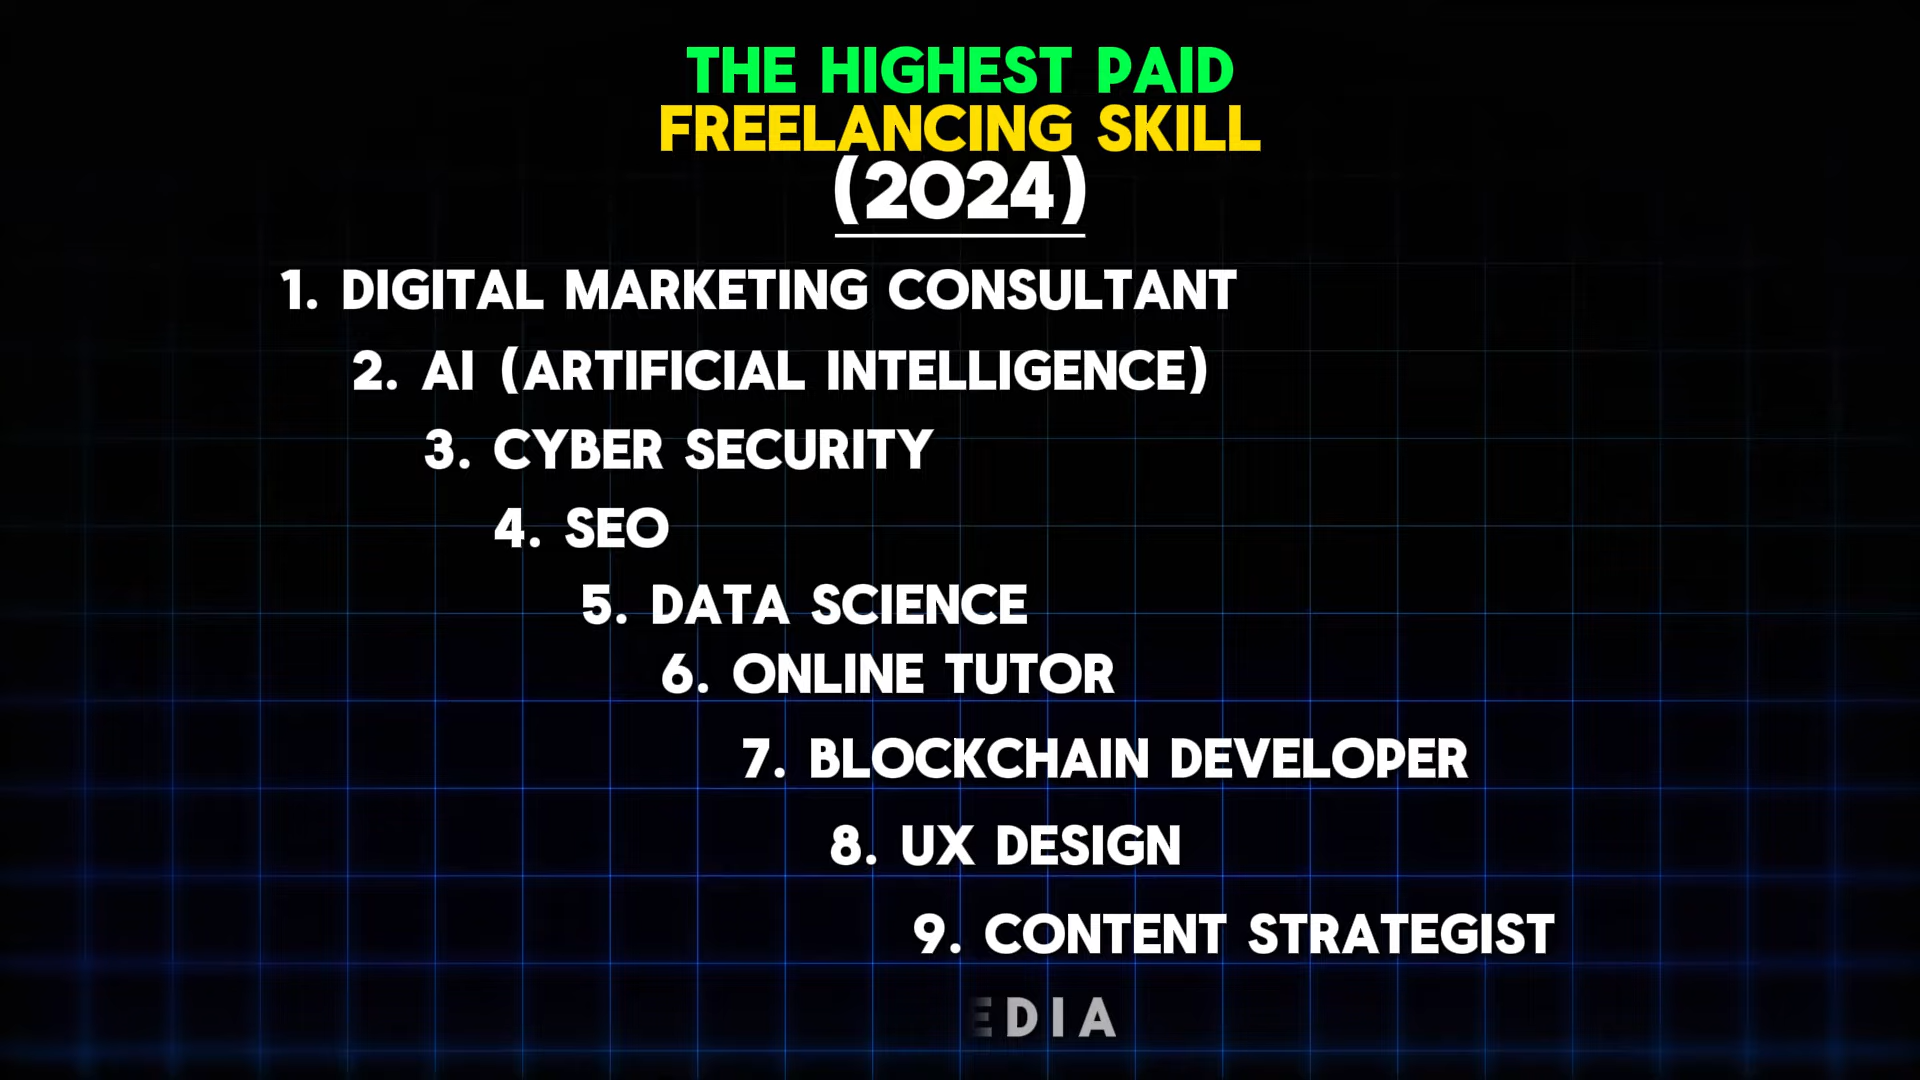 THE HIGHEST PAID
FREELANCING SKILL
(2024)
1. DIGITAL MARKETING CONSULTANT
2. AI (ARTIFICIAL INTELLIGENCE)
3. CYBER SECURITY
4. SEO
5. DATA SCIENCE
6. ONLINE TUTOR
7. BLOCKCHAIN DEVELOPER
8. UX DESIGN
9. CONTENT STRATEGIST
EDIA